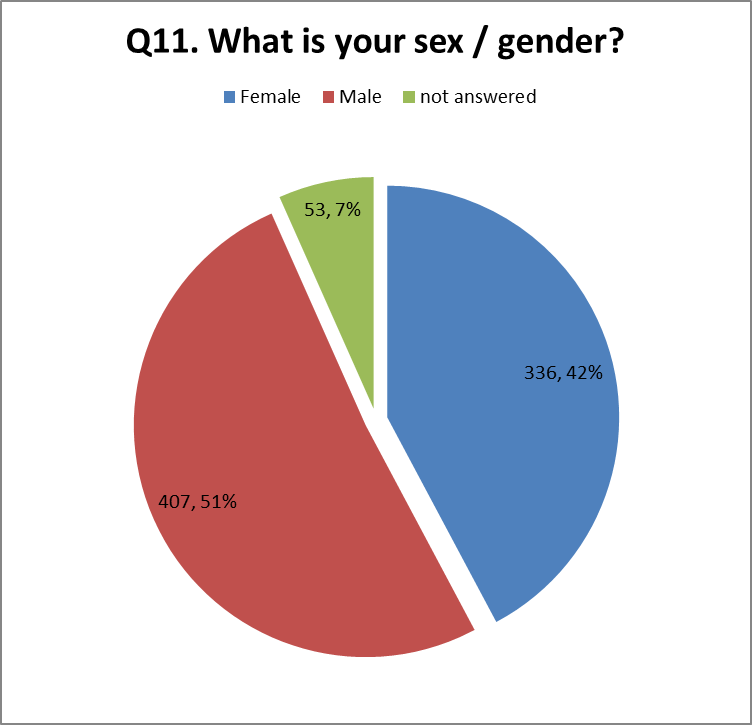 Q11. What is your sex / gender?
Female Male not answered
53, 7%
336, 42%
407, 51%